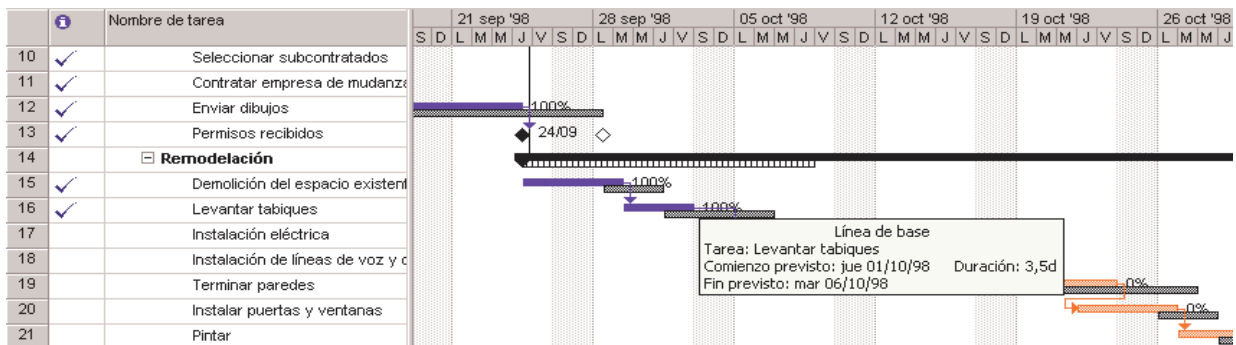 Nombre de tarea
21 sep '98 28 sep '98 05 oct '98 12 oct '98 19 oct '98 26 oct '98
S D L M M J V S D L M M J V S D L M M J V S D L M M J V S D L M M J V S D L M M J
10 Seleccionar subcontratados
11 Contratar empresa de
12 Enviar dibujos 100%
13 Permisos recibidos 24/09
14 Remodelación
15 Demolición del espacio 100%
16 Levantar tabiques 100%
17 Instalación eléctrica
18 Instalación de líneas de voz y
19 Terminar paredes 0%
20 Instalar puertas y ventanas 0%
21 Pintar
Línea de base
Tarea: Levantar tabiques
Comienzo previsto: jue 01/10/98 Duración: 3,5d
Fin previsto: mar 06/10/98